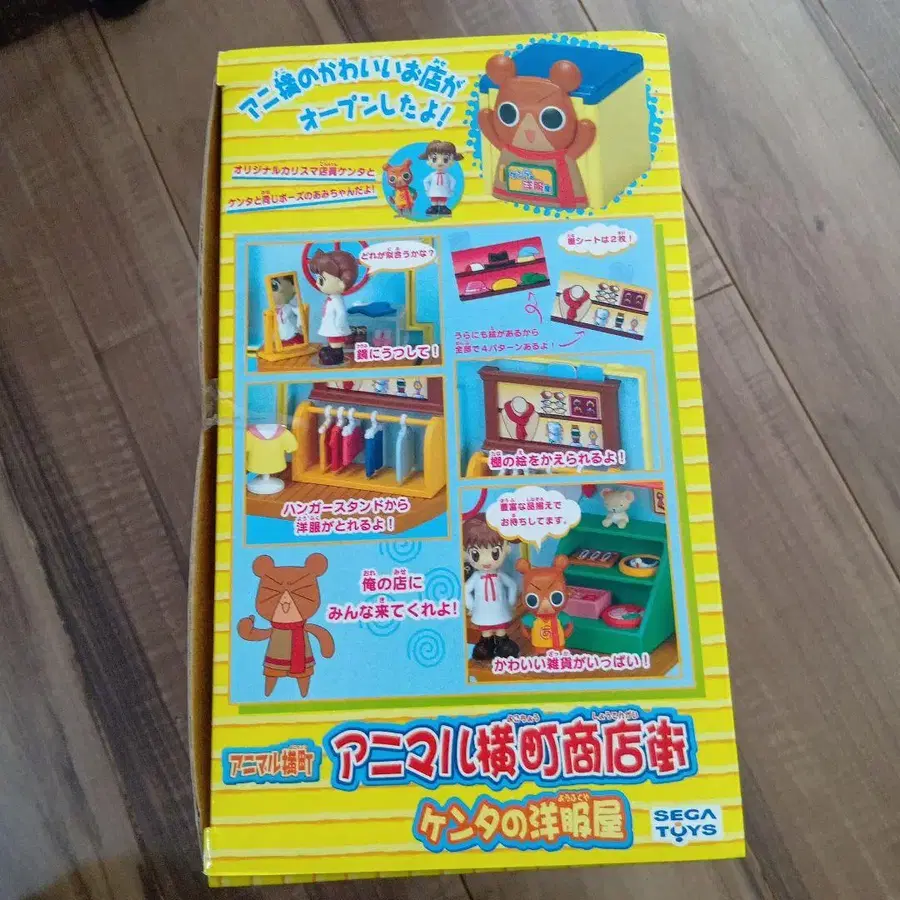 アニ横のかわいいお店が
オープンしたよ!
オリジナルカリスマ店員ケンタと
ケンタと同じポーズのあみちゃんだよ!
ケンタの
洋服屋
どれが似合うかな?
鏡にうつして!
棚シートは2枚!
うらにも絵があるから
全部で4パターンあるよ!
ハンガースタンドから
洋服がとれるよ!
棚の絵をかえられるよ!
俺の店に
みんな来てくれよ!
豊富な品揃えで
お待ちしてます。
かわいい雑貨がいっぱい!
アニマル横町
アニマル横町商店街
ケンタの洋服屋
SEGA
TOYS